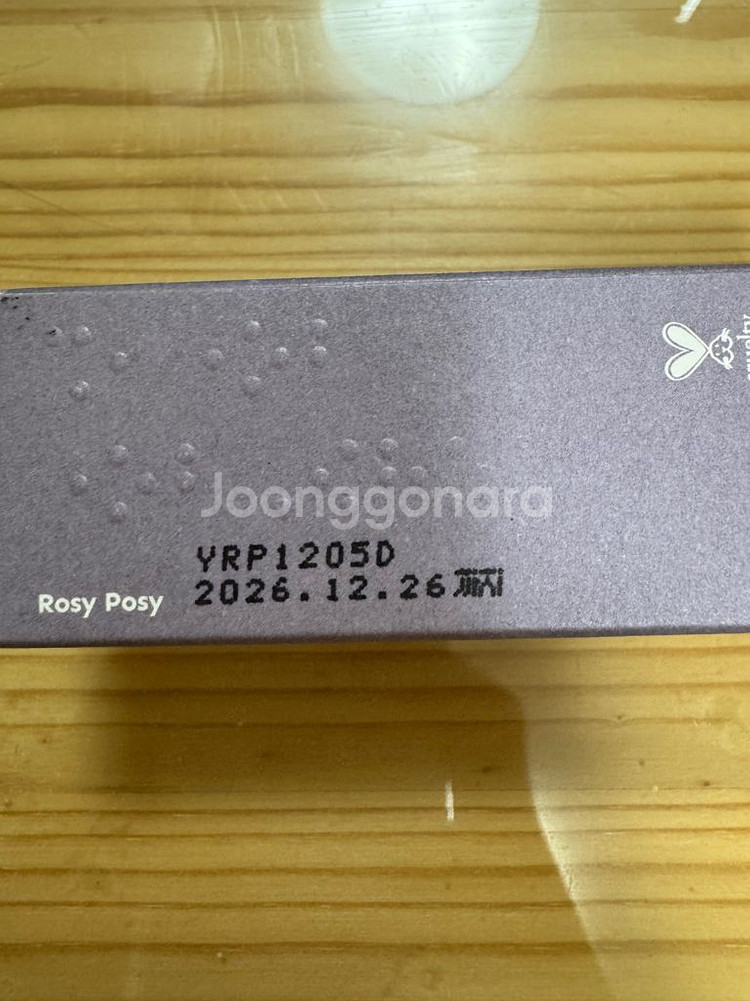 Joonggonara
YRP1205D
2026.12.26까지
Rosy Posy